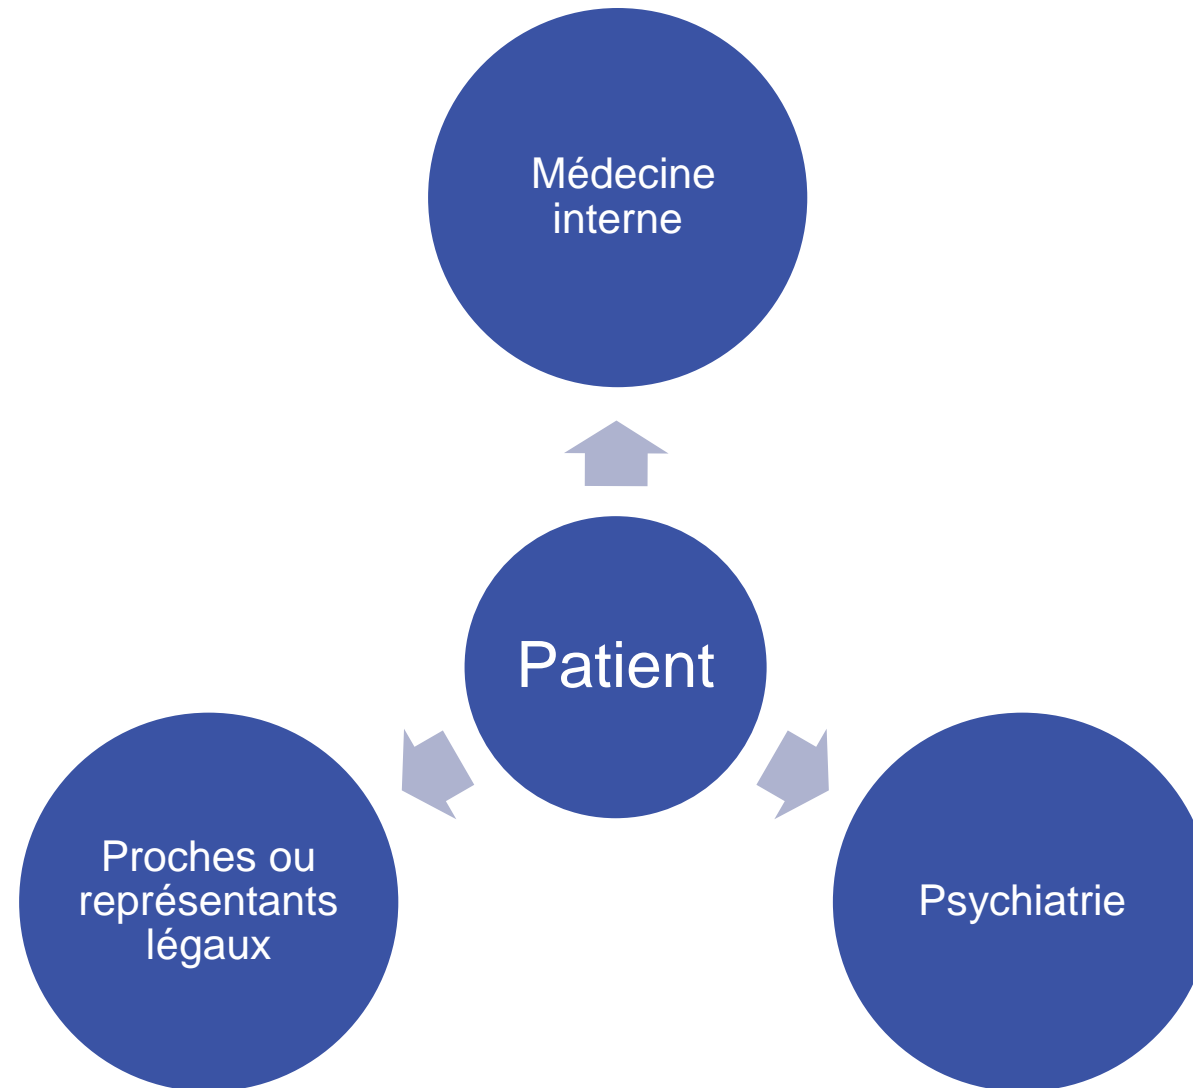 Médecine
interne
Patient
Proches ou
représentants
légaux
Psychiatrie